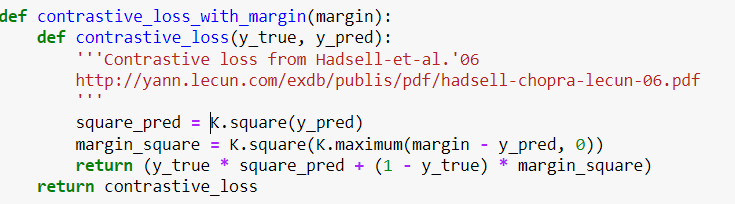 def contrastive_loss_with_margin(margin):
    def contrastive_loss(y_true, y_pred):
        '''Contrastive loss from Hadsell-et-al.'06
        http://yann.lecun.com/exdb/publis/pdf/hadsell-chopra-lecun-06.pdf
        '''
        square_pred = K.square(y_pred)
        margin_square = K.square(K.maximum(margin - y_pred, 0))
        return (y_true * square_pred + (1 - y_true) * margin_square)
    return contrastive_loss